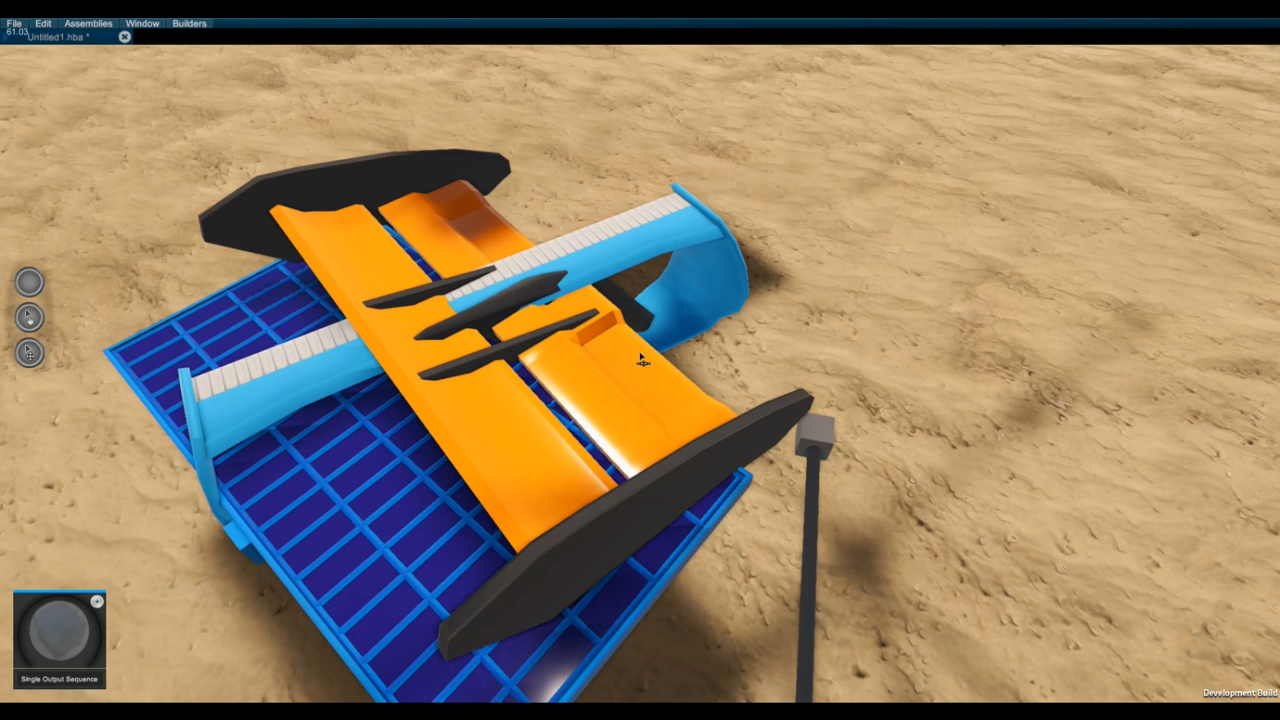 File Edit Assemblies Window Builders
61.03
Untitled1.hba *
Single Output Sequence
Development Build